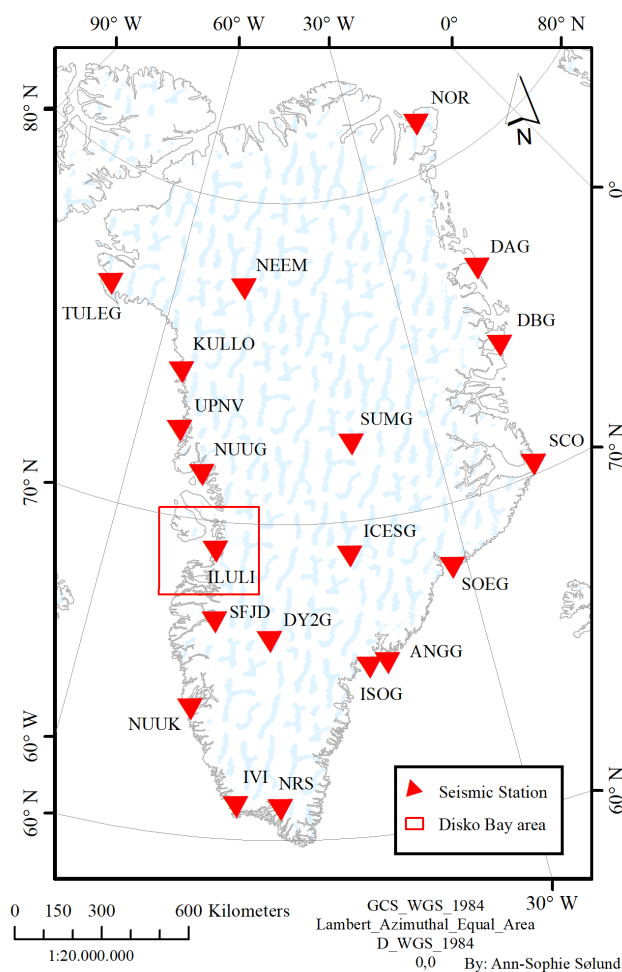 90° W 60° W 30° W 0° 80° N
80° N
NOR
N
0°
DAG
NEEM
TULEG
DBG
KULLO
UPNV
SUMG
SCO
NUUG
70° N
70° N
ICESG
ILULI
SOEG
SFJD
DY2G
ANGG
ISOG
NUUK
60° W
IVI
NRS
60° N
60° N
Seismic Station
Disko Bay area
30° W
0 150 300 600 Kilometers
1:20.000.000
GCS_WGS_1984
Lambert_Azimuthal_Equal_Area
D_WGS_1984
0,0
By: Ann-Sophie Sølund